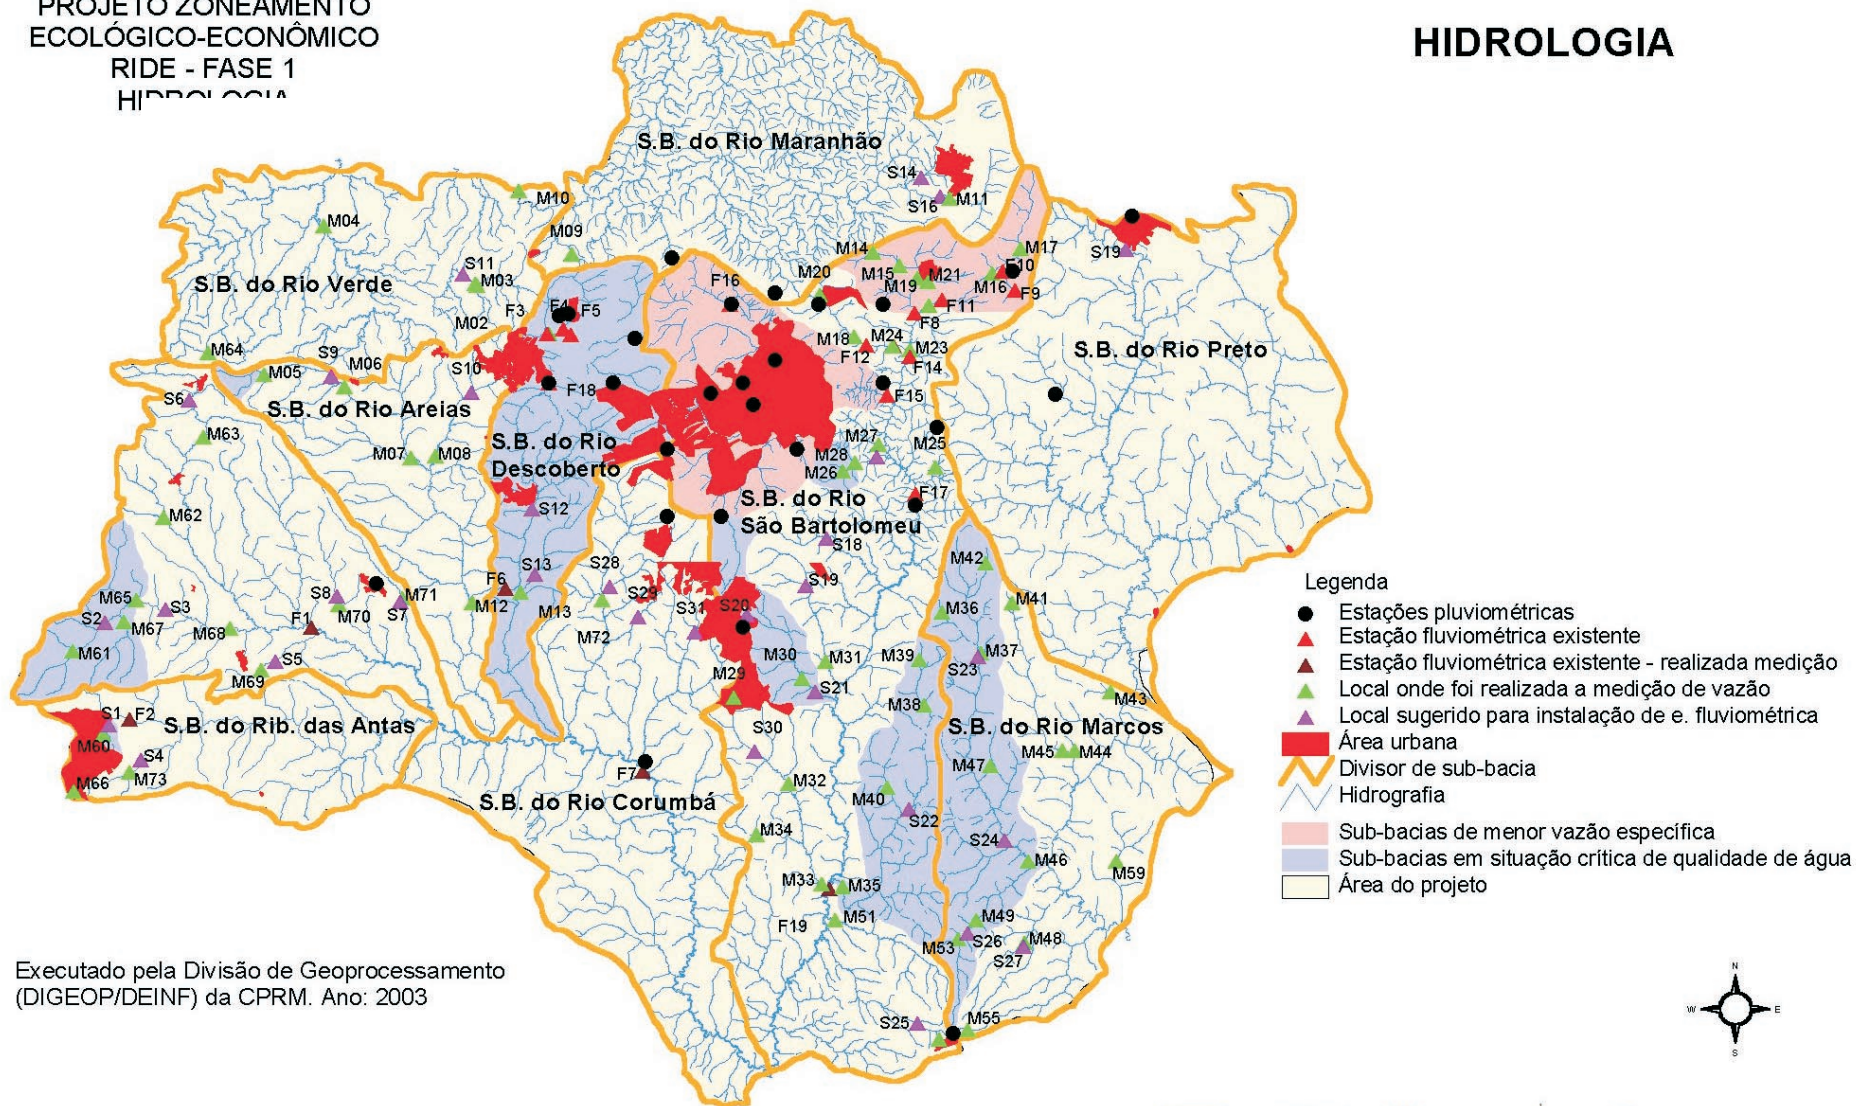 PROJETO ZONEAMENTO
ECOLÓGICO-ECONÔMICO
RIDE - FASE 1
HIDROLOGIA
HIDROLOGIA
S.B. do Rio Maranhão
S14
S16
M11
M10
M04
M09
M14
M17
S19
S11
M03
S.B. do Rio Verde
F16
M20
M15
M21
M19
M16
F10
F9
F3
F4
F5
F11
F8
M02
M18
M24
M23
F12
F14
S.B. do Rio Preto
M64
S9
M06
M05
S10
F18
F15
S6
S.B. do Rio Areias
M63
S.B. do Rio
Descoberto
M27
M25
M07
M08
M28
M26
F17
S.B. do Rio
São Bartolomeu
S12
M62
S18
M42
F6
S13
S28
S19
M65
S3
S8
M71
S29
S31
S20
M36
M41
S2
M67
M68
F1
M70
S7
M12
M13
M72
M61
S5
M69
M30
M31
M39
S23
M37
M29
S21
M38
M43
S1
F2
S.B. do Rib. das Antas
S30
S.B. do Rio Marcos
M60
S4
M45
M44
M66
M73
F7
M47
M32
M40
S.B. do Rio Corumbá
S22
M34
S24
M46
M59
M33
M35
M51
F19
M49
M53
S26
M48
S27
S25
M55
Legenda
Estações pluviométricas
Estação fluviométrica existente
Estação fluviométrica existente - realizada medição
Local onde foi realizada a medição de vazão
Local sugerido para instalação de e. fluviométrica
Área urbana
Divisor de sub-bacia
Hidrografia
Sub-bacias de menor vazão específica
Sub-bacias em situação crítica de qualidade de água
Área do projeto
Executado pela Divisão de Geoprocessamento
(DIGEOP/DEINF) da CPRM. Ano: 2003
N
W
E
S